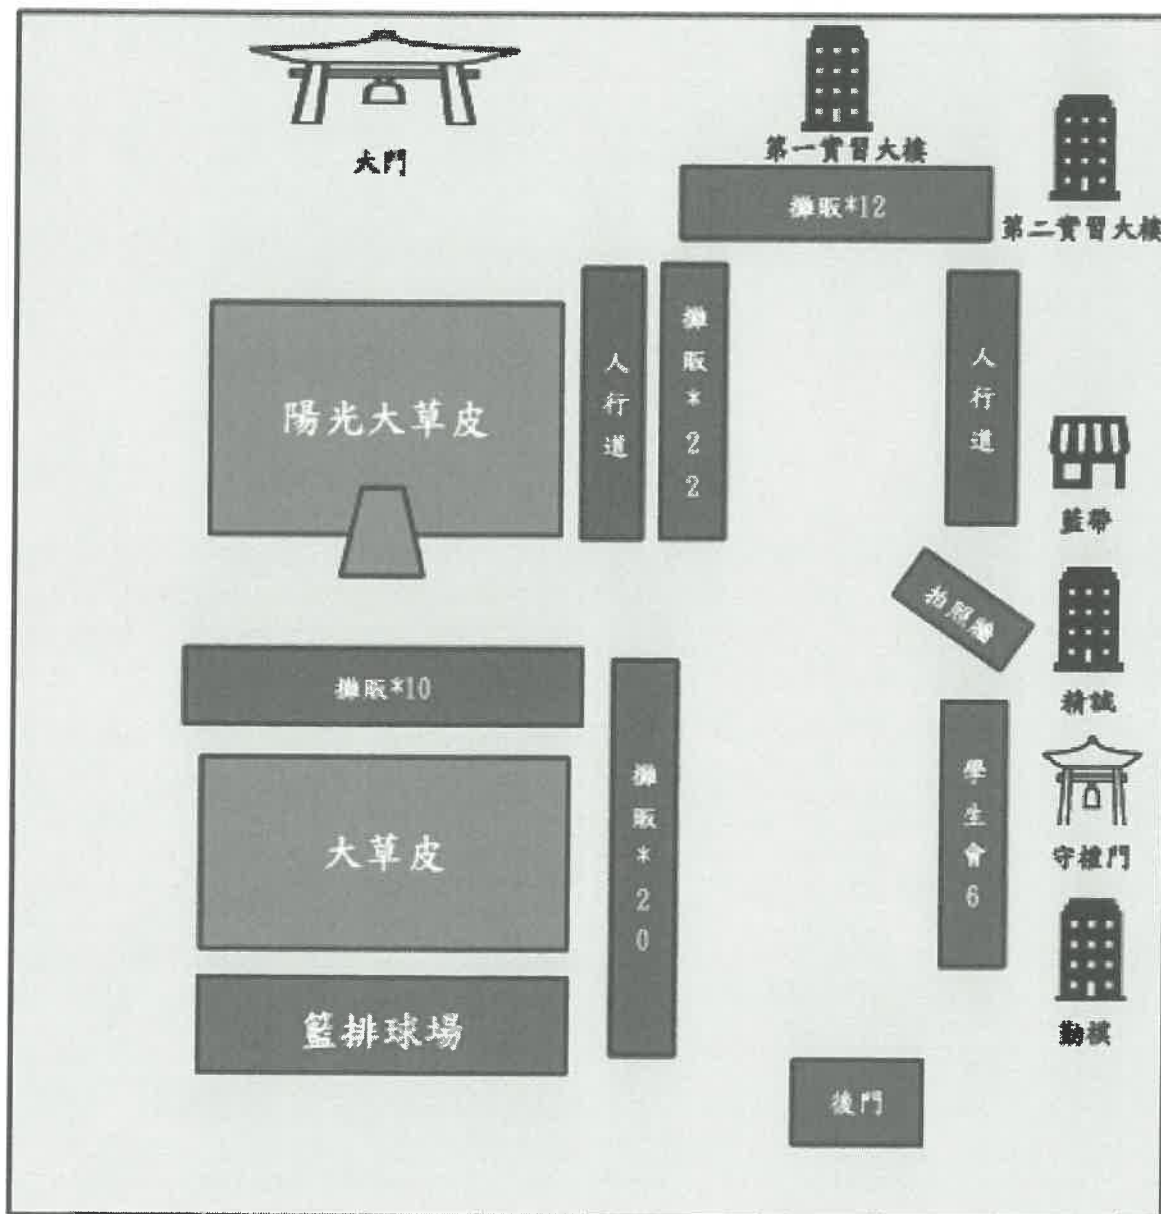 大門
第一實習大樓
攤販*12
第二實習大樓
陽光大草皮
人行道
攤販*22
人行道
藍帶
拍照牆
精誠
攤販*10
攤販*20
學生會6
守禮門
大草皮
勤樓
籃排球場
後門